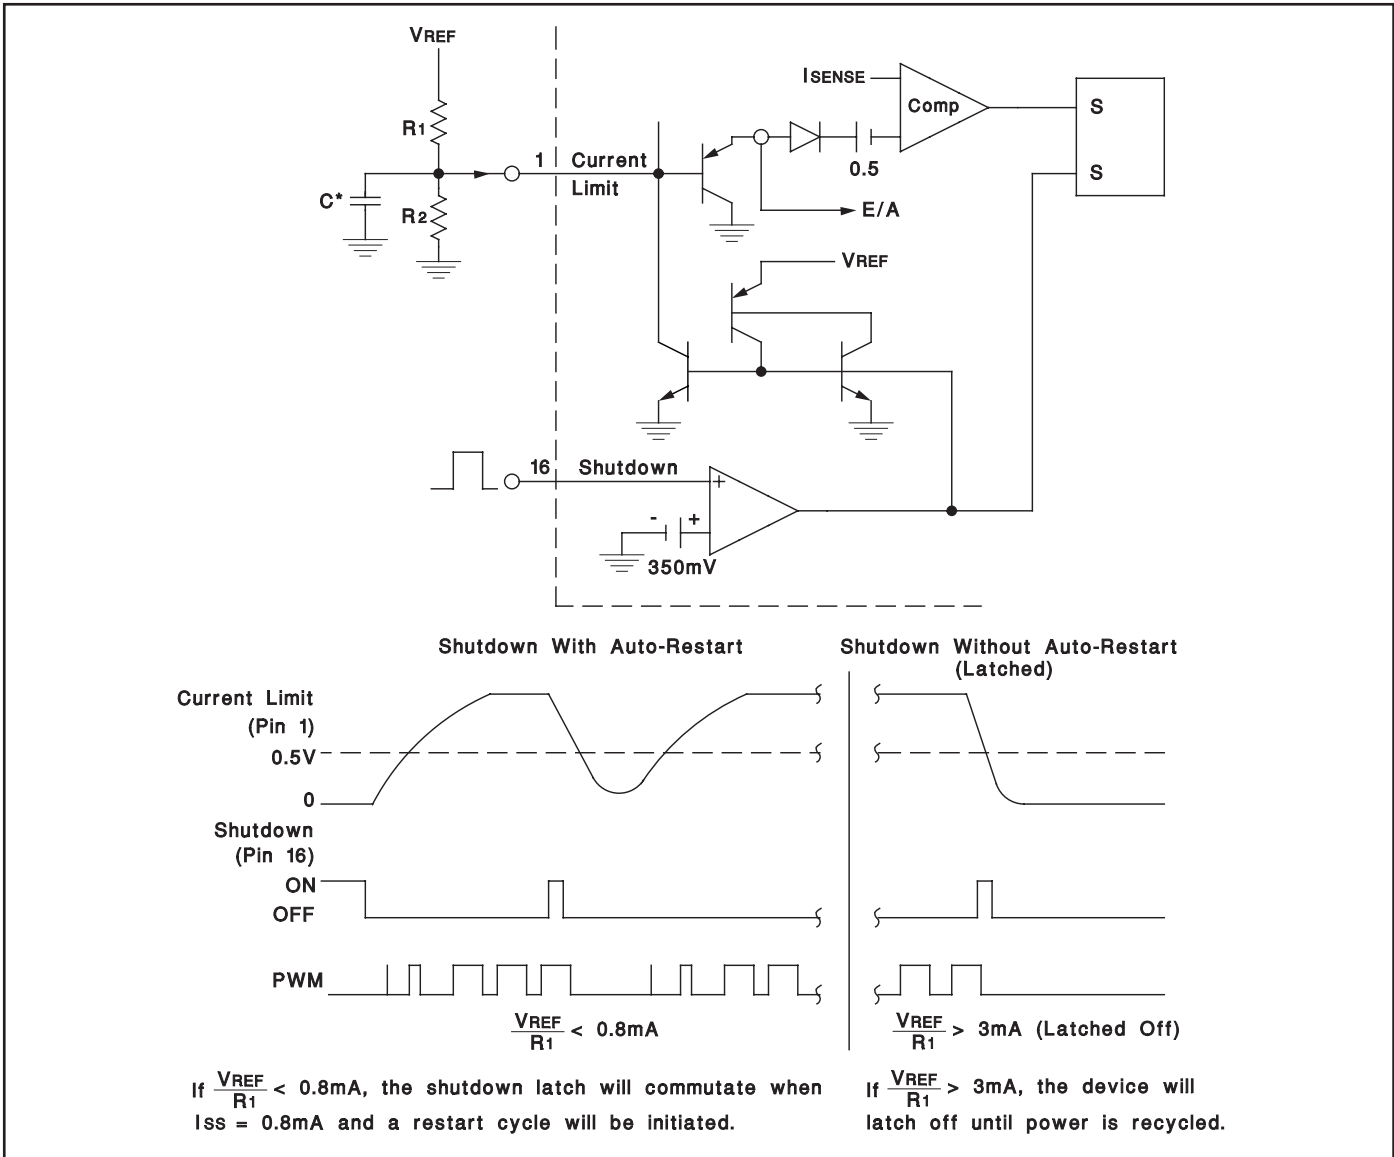 VREF
R1
C*
R2
1 Current
Limit
ISENSE
Comp
0.5
E/A
S
S
VREF
16 Shutdown
+
- +
350mV
Shutdown With Auto-Restart
Shutdown Without Auto-Restart
(Latched)
Current Limit
(Pin 1)
0.5V
0
Shutdown
(Pin 16)
ON
OFF
PWM
VREF
R1
< 0.8mA
VREF
R1
> 3mA (Latched Off)
If VREF/R1 < 0.8mA, the shutdown latch will commutate when
ISS = 0.8mA and a restart cycle will be initiated.
If VREF/R1 > 3mA, the device will
latch off until power is recycled.